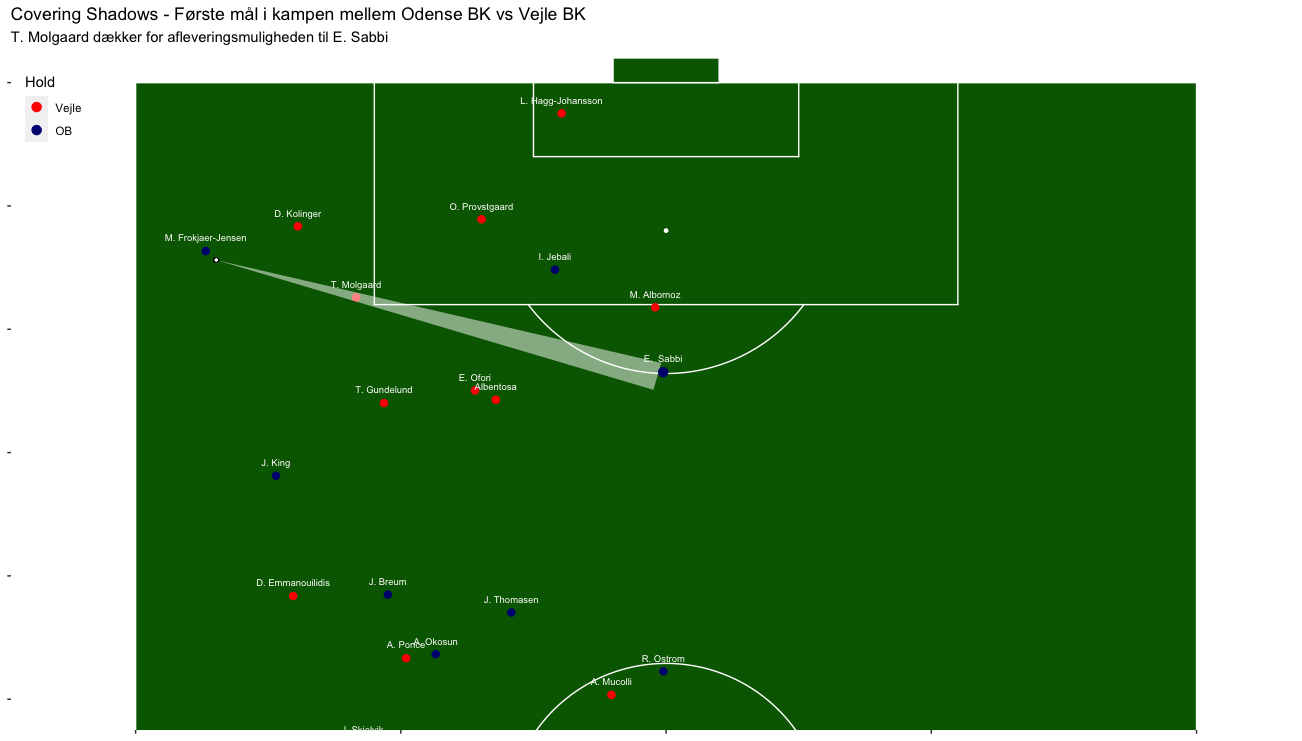 Covering Shadows - Første mål i kampen mellem Odense BK vs Vejle BK
T. Molgaard dækker for afleveringsmuligheden til E. Sabbi
Hold
Vejle
OB
L. Hagg-Johansson
O. Provstgaard
D. Kolinger
M. Frokjaer-Jensen
I. Jebali
T. Molgaard
M. Albornoz
E. Sabbi
E. Ofori
Albentosa
T. Gundelund
J. King
D. Emmanouilidis
J. Breum
J. Thomasen
A. Ponce
A. Okosun
R. Ostrom
A. Mucolli